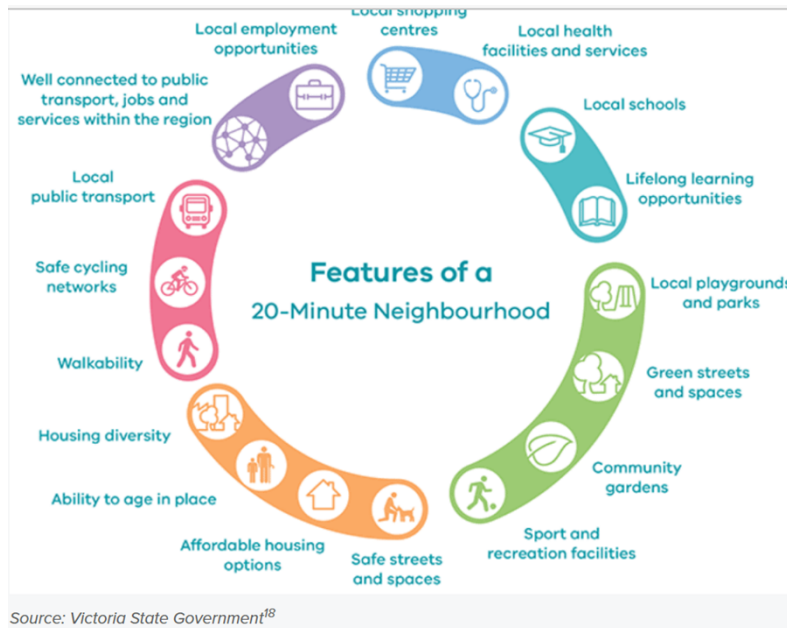 Local shopping
centres
Local employment
opportunities
Local health
facilities and services
Well connected to public
transport, jobs and
services within the region
Local schools
Local
public transport
Lifelong learning
opportunities
Features of a
20-Minute Neighbourhood
Safe cycling
networks
Local playgrounds
and parks
Walkability
Green streets
and spaces
Housing diversity
Community
gardens
Ability to age in place
Sport and
recreation facilities
Affordable housing
options
Safe streets
and spaces
Source: Victoria State Government18